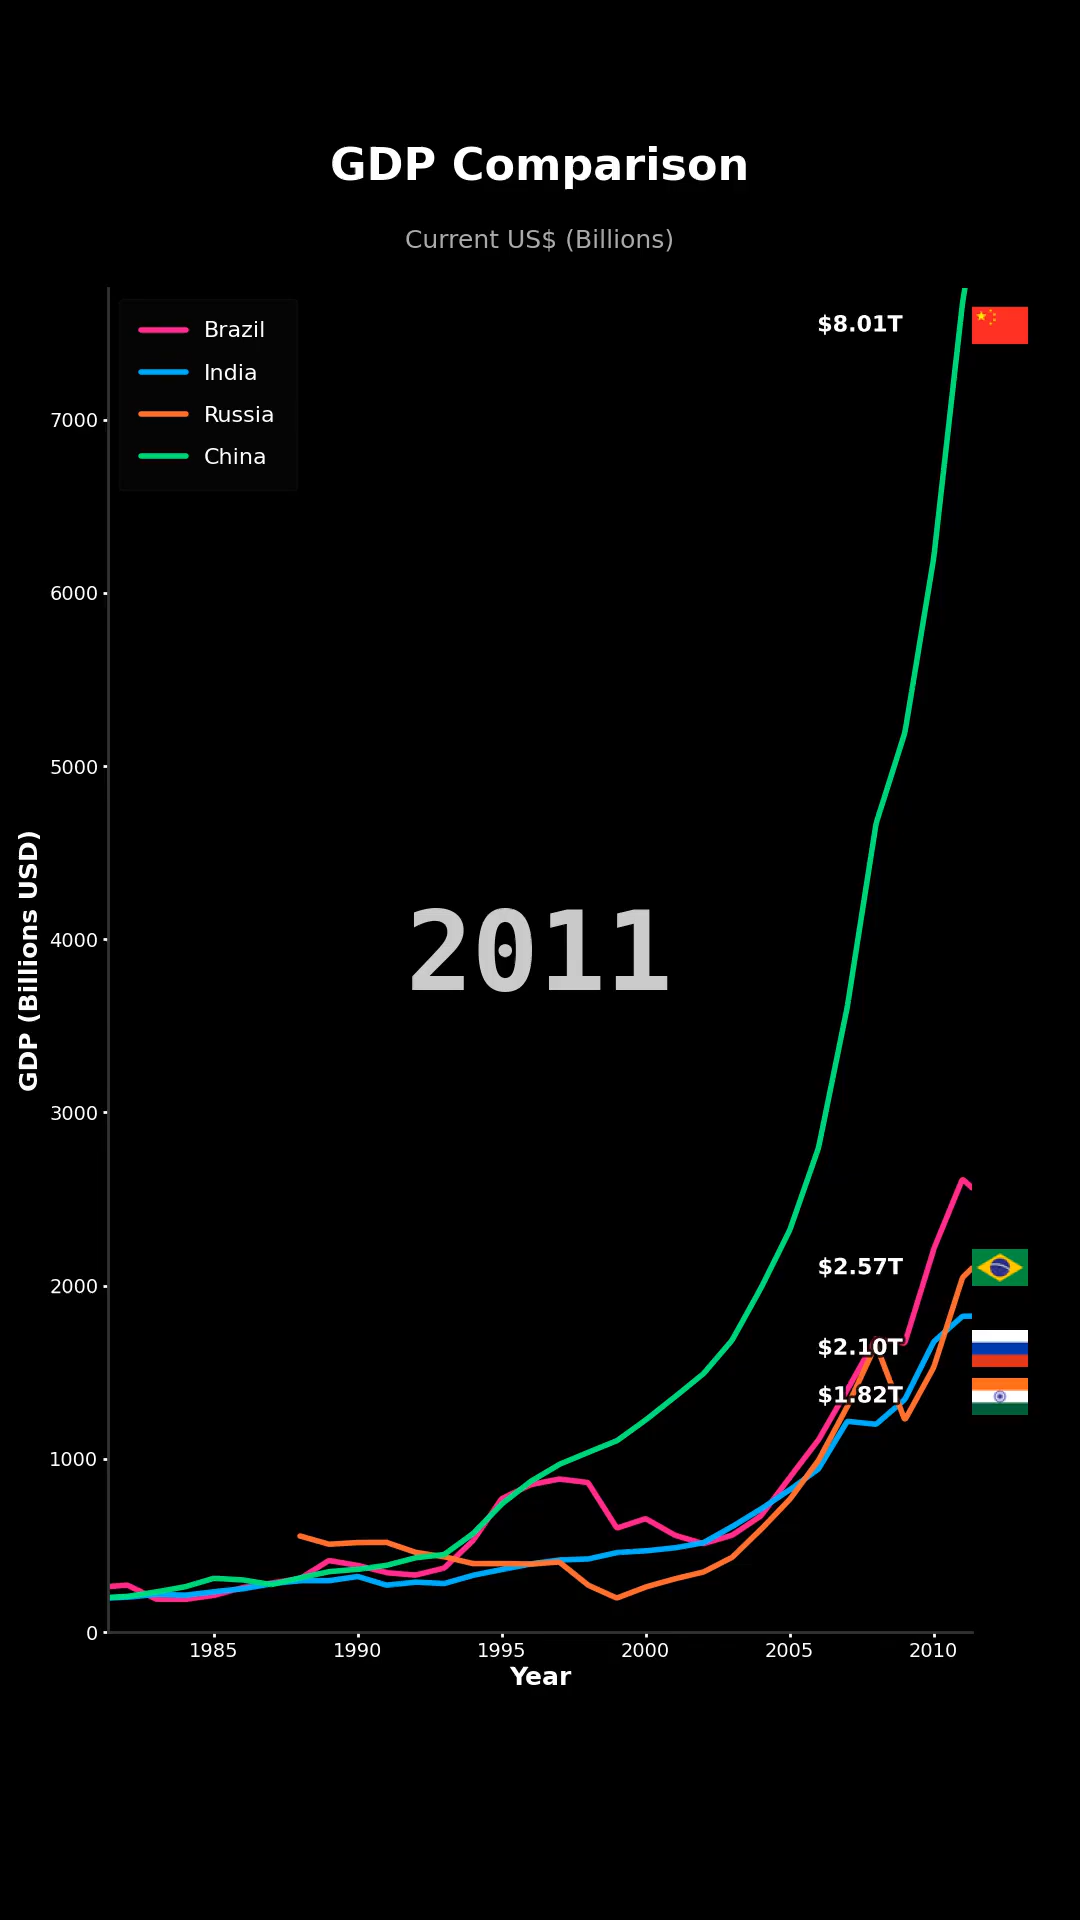 GDP Comparison
Current US$ (Billions)
Brazil
India
Russia
China
$8.01T
7000
6000
5000
4000
3000
2000
1000
0
GDP (Billions USD)
2011
$2.57T
$2.10T
$1.82T
1985 1990 1995 2000 2005 2010
Year